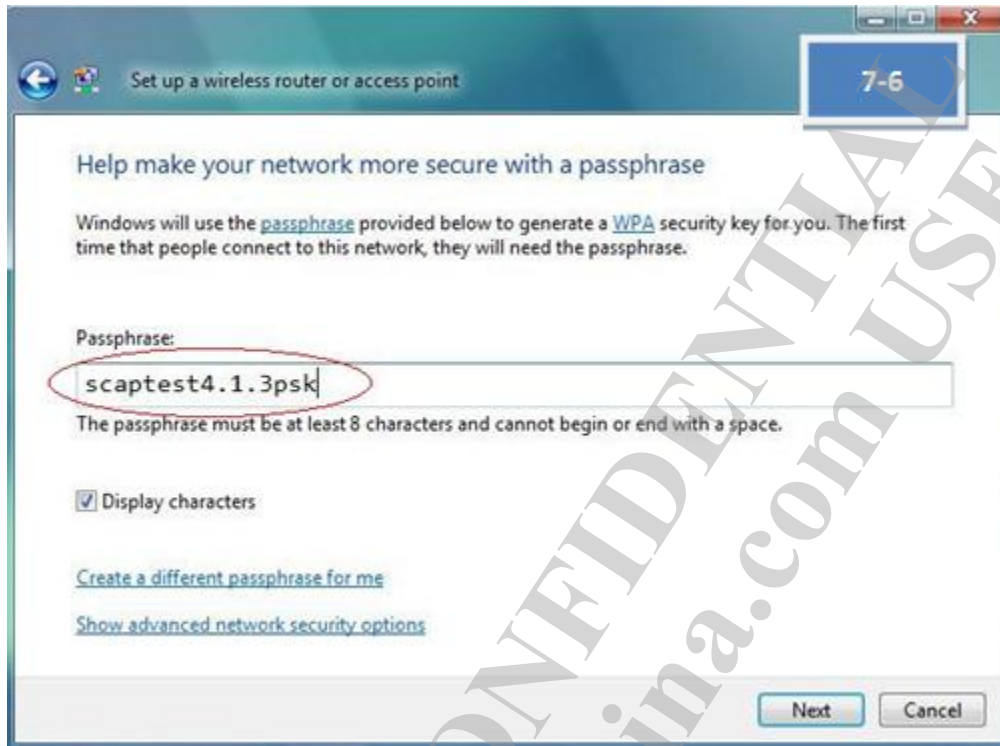 Set up a wireless router or access point
7-6
Help make your network more secure with a passphrase
Windows will use the passphrase provided below to generate a WPA security key for you. The first
time that people connect to this network, they will need the passphrase.
Passphrase:
scaptest4.1.3psk
The passphrase must be at least 8 characters and cannot begin or end with a space.
Display characters
Create a different passphrase for me
Show advanced network security options
Next
Cancel